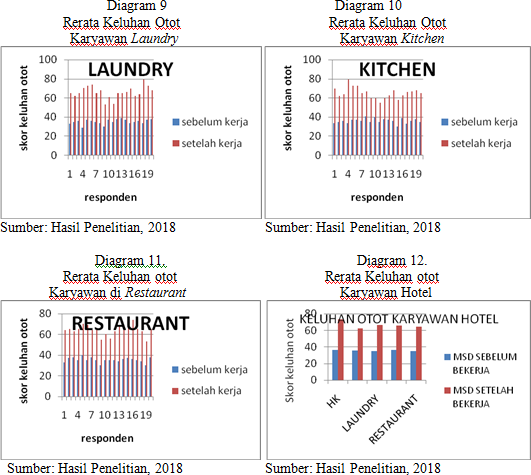 Diagram 9
Rerata Keluhan Otot
Karyawan Laundry
100
80
60
40
20
0
skor keluhan otot
LAUNDRY
1 4 7 10 13 16 19
responden
sebelum kerja
setelah kerja
Sumber: Hasil Penelitian, 2018
Diagram 10
Rerata Keluhan Otot
Karyawan Kitchen
100
80
60
40
20
0
skor keluhan otot
KITCHEN
1 4 7 10 13 16 19
responden
sebelum kerja
setelah kerja
Sumber: Hasil Penelitian, 2018
Diagram 11.
Rerata Keluhan otot
Karyawan di Restaurant
80
60
40
20
0
skor keluhan otot
RESTAURANT
1 4 7 10 13 16 19
responden
sebelum kerja
setelah kerja
Sumber: Hasil Penelitian, 2018
Diagram 12.
Rerata Keluhan otot
Karyawan Hotel
KELUHAN OTOT KARYAWAN HOTEL
80
60
40
20
0
Skor keluhan otot
HK
LAUNDRY
RESTAURANT
MSD SEBELUM
BEKERJA
MSD SETELAH
BEKERJA
Sumber: Hasil Penelitian, 2018